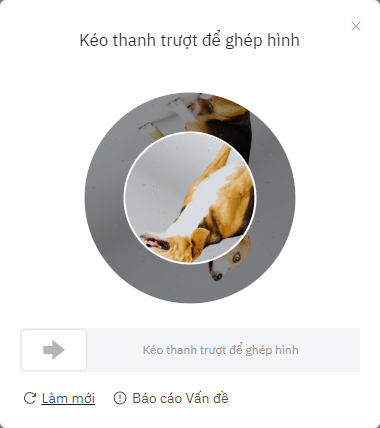 Kéo thanh trượt để ghép hình
Kéo thanh trượt để ghép hình
Làm mới
Báo cáo Vấn đề